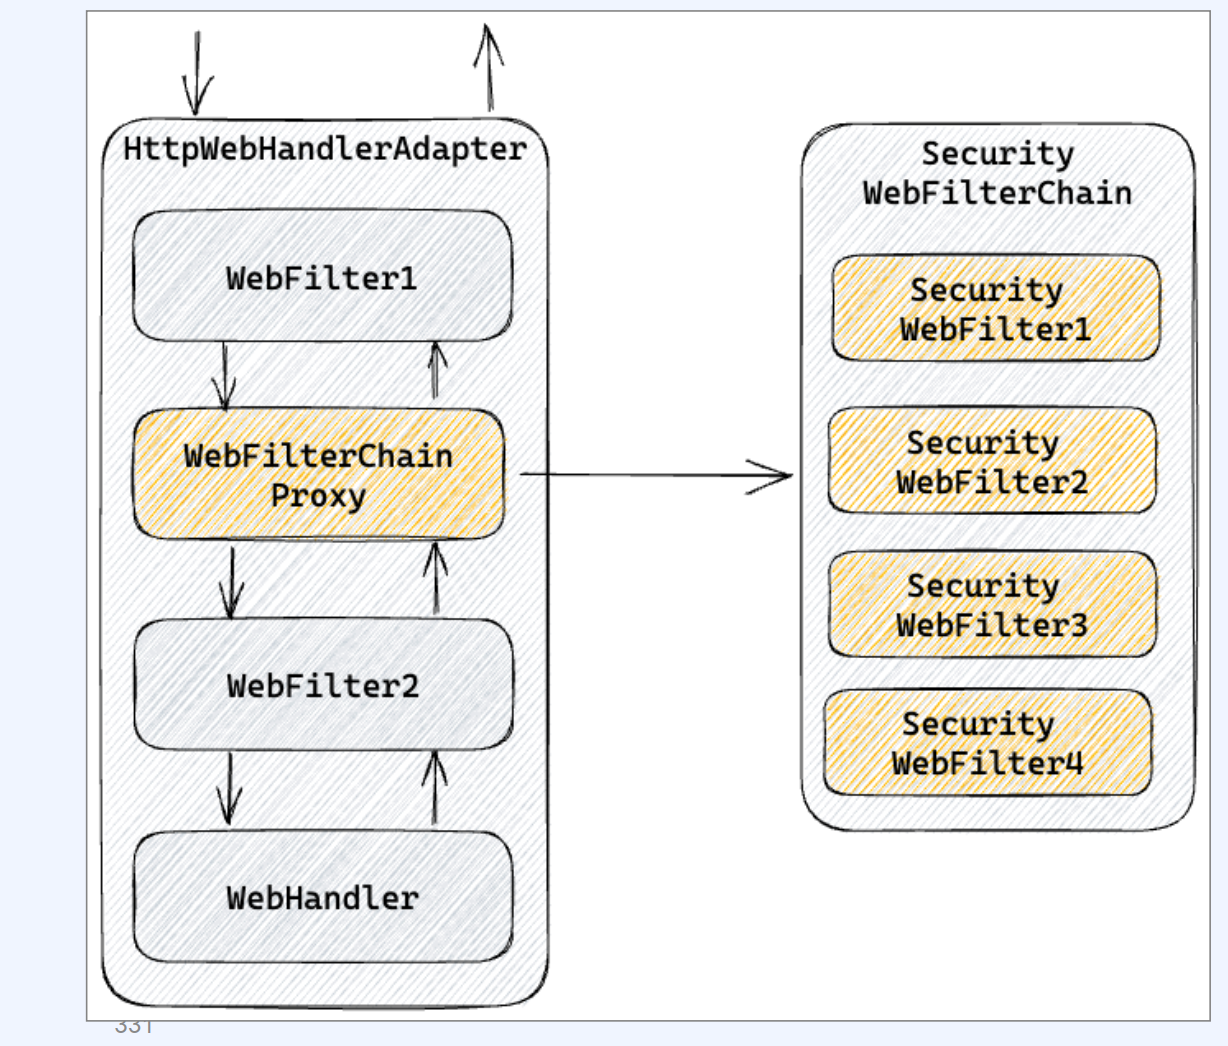 HttpWebHandlerAdapter
WebFilter1
WebFilterChain
Proxy
WebFilter2
WebHandler
Security
WebFilterChain
Security
WebFilter1
Security
WebFilter2
Security
WebFilter3
Security
WebFilter4
331